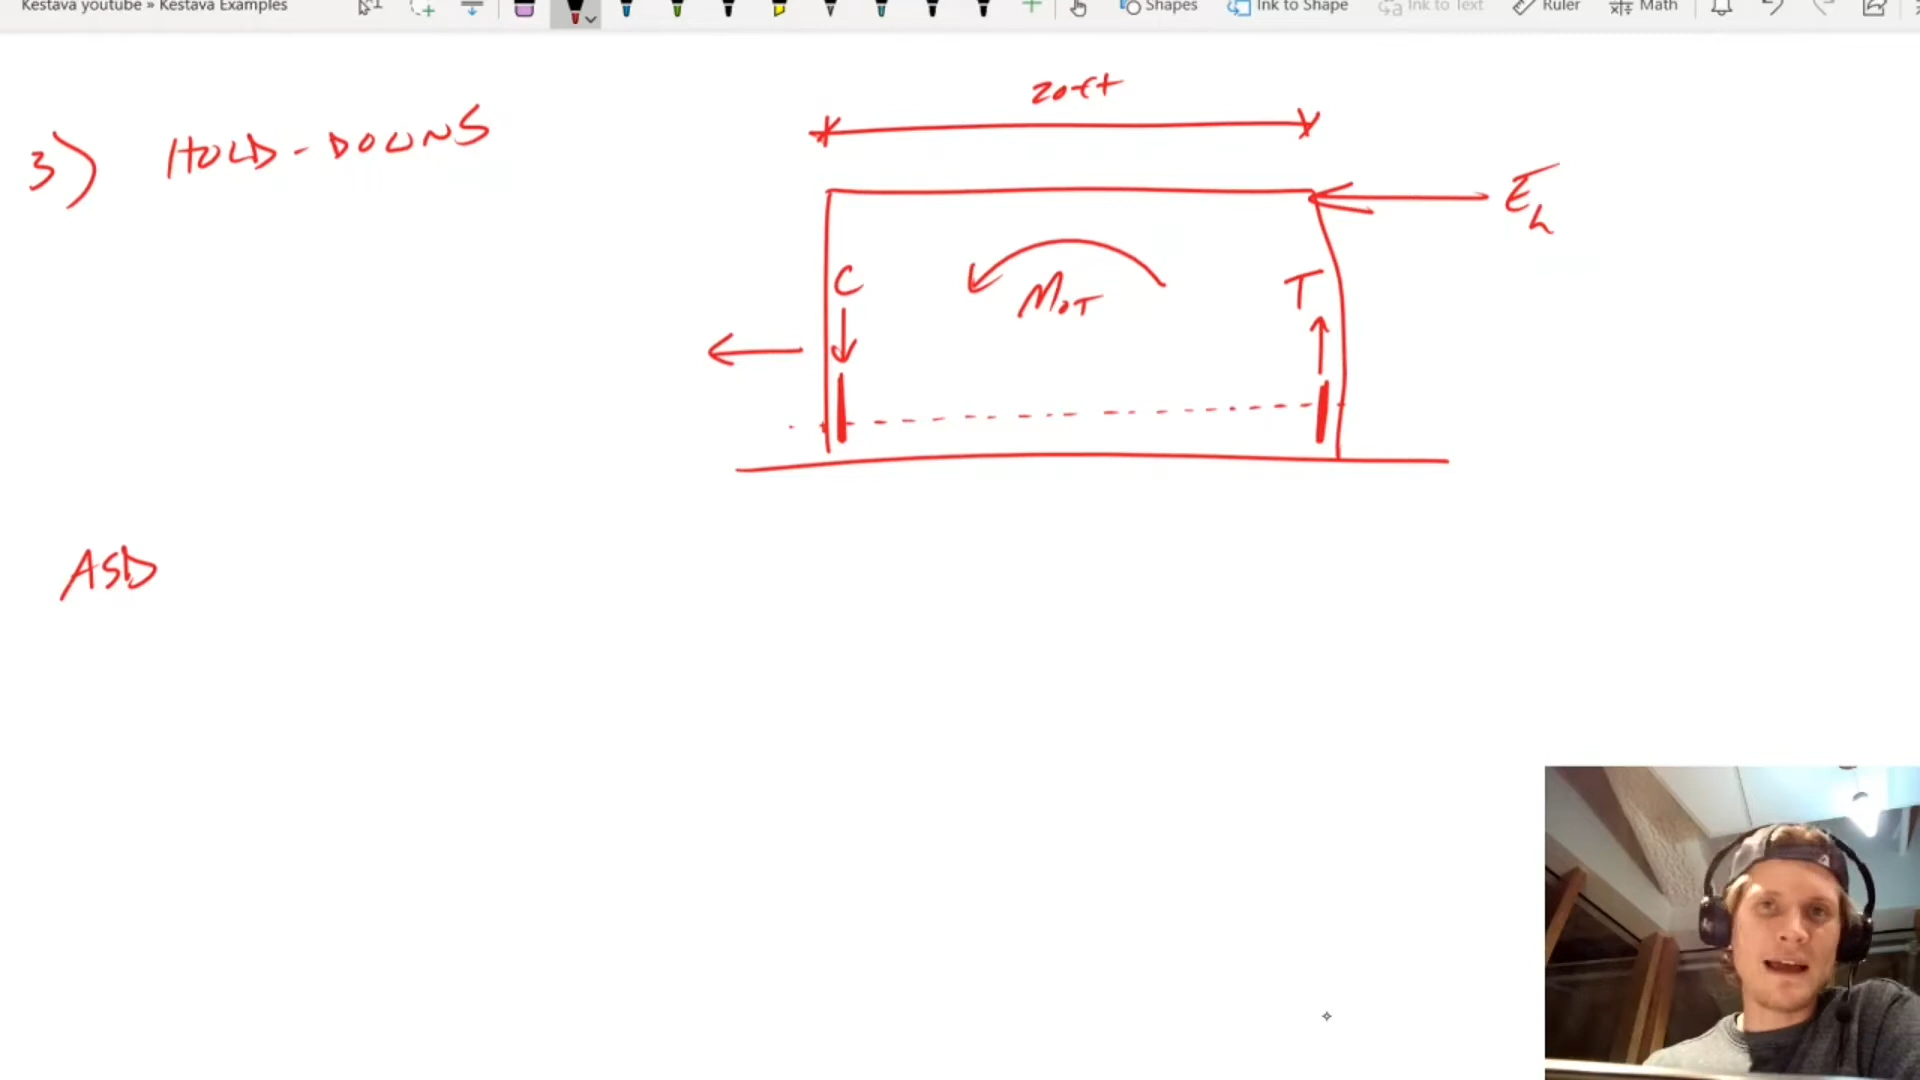 Kestava youtube » Kestava Examples
Shapes
Ink to Shape
Ink to Text
Ruler
Math
20ft
3) HOLD-DOWNS
Eh
C
MOT
T
ASD